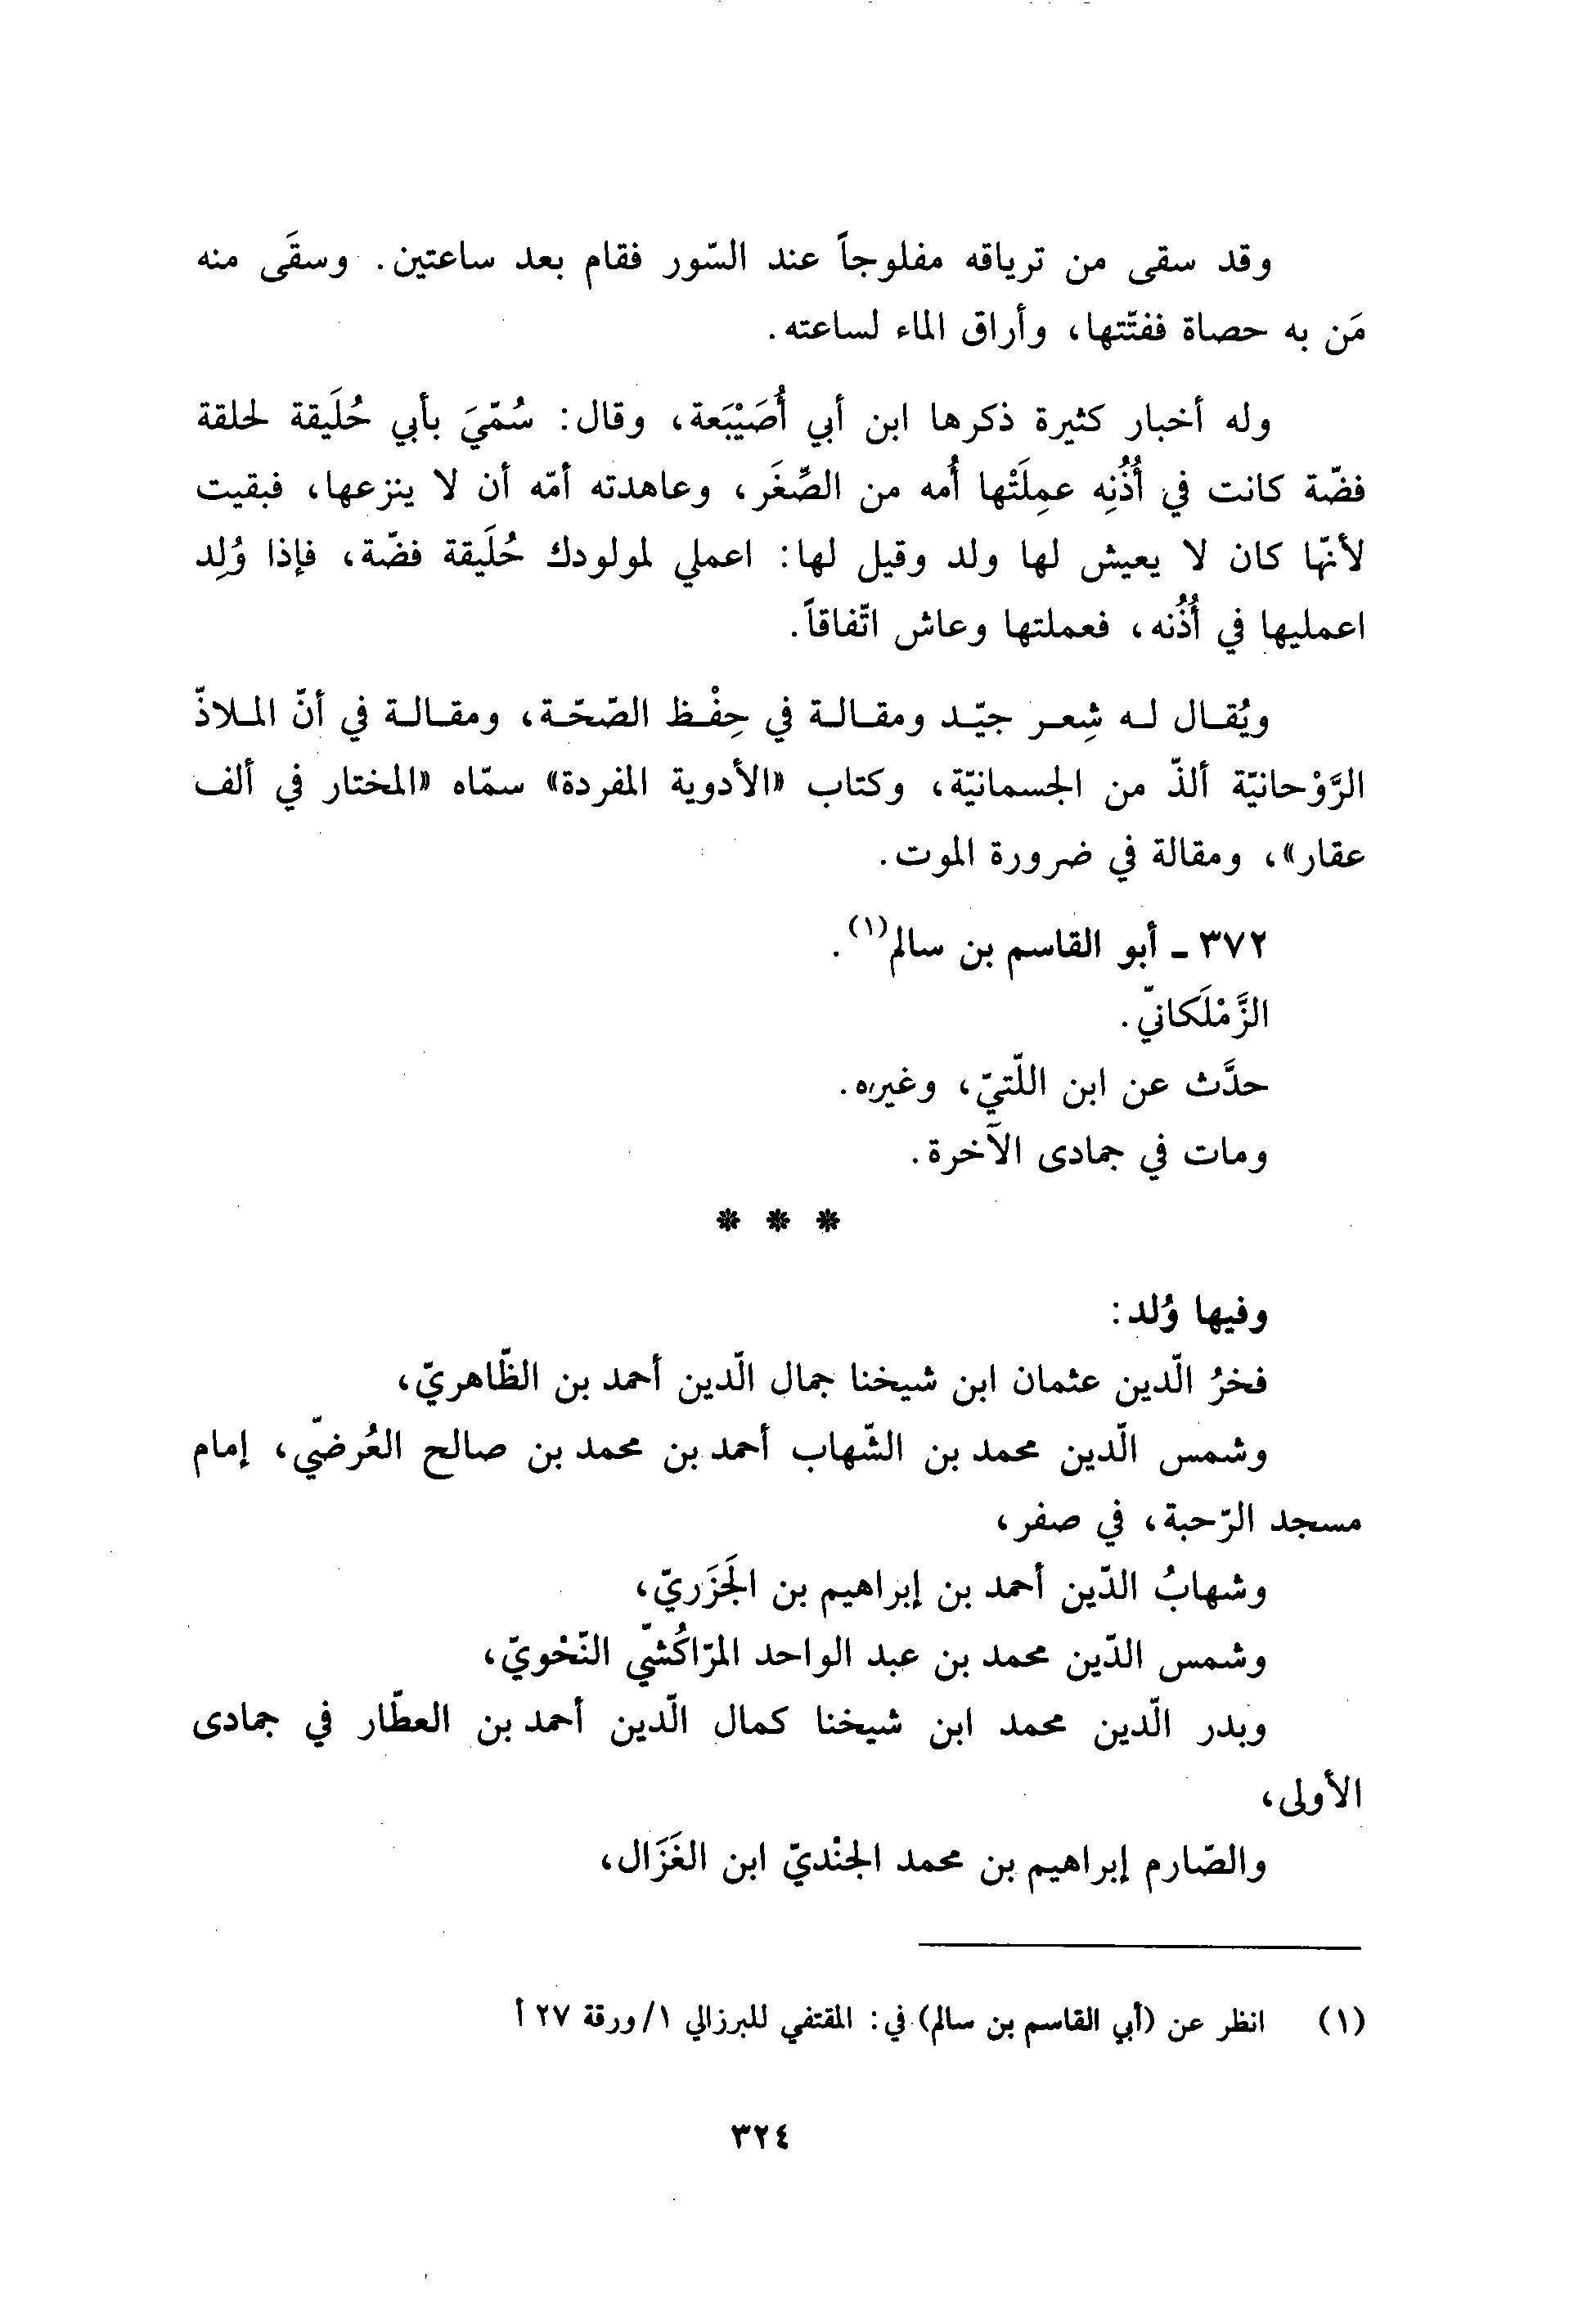 وقد سقى من ترياقه مفلوجاً عند السّور فقام بعد ساعتين. وسقَى منه
مَن به حصاة ففتّتها، وأراق الماء لساعته.
وله أخبار كثيرة ذكرها ابن أبي أُصَيْبَعة، وقال: سُمّيَ بأبي حُلَيقة لحلقة
فضّة كانت في أُذُنِه عمِلَتْها أُمه من الصِّغَر، وعاهدته أمّه أن لا ينزعها، فبقيت
لأنّها كان لا يعيش لها ولد وقيل لها: اعملي لمولودك حُلَيقة فضّة، فإذا وُلِد
اعمليها في أُذُنه، فعملتها وعاش اتّفاقاً.
ويُقال له شِعر جيّد ومقالة في حِفْظ الصّحّة، ومقالة في أنّ الملاذّ
الرَّوْحانيّة ألذّ من الجسمانيّة، وكتاب «الأدوية المفردة» سمّاه «المختار في ألف
عقار»، ومقالة في ضرورة الموت.
٣٧٢ ـ أبو القاسم بن سالم(١).
الزَّمْلَكانيّ.
حدَّث عن ابن اللّتيّ، وغيره.
ومات في جمادى الآخرة.
* * *
وفيها وُلد:
فخرُ الّدين عثمان ابن شيخنا جمال الّدين أحمد بن الظّاهريّ،
وشمس الّدين محمد بن الشّهاب أحمد بن محمد بن صالح العُرضّي، إمام
مسجد الرّحبة، في صفر،
وشهابُ الدّين أحمد بن إبراهيم بن الجَزَريّ،
وشمس الدّين محمد بن عبد الواحد المرّاكُشّي النّحْويّ،
وبدر الّدين محمد ابن شيخنا كمال الّدين أحمد بن العطّار في جمادى
الأولى،
والصّارم إبراهيم بن محمد الجنْديّ ابن الغَزَال،
(١) انظر عن (أبي القاسم بن سالم) في: المقتفي للبرزالي ١/ورقة ٢٧ أ
٣٢٤